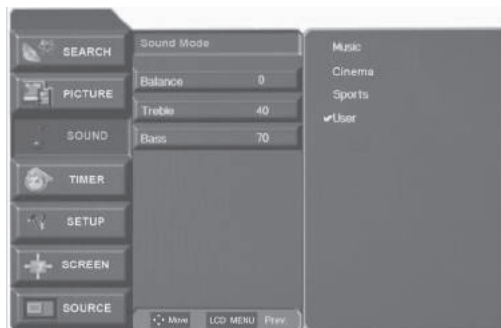 SEARCH
PICTURE
SOUND
TIMER
SETUP
SCREEN
SOURCE
Sound Mode
Balance 0
Treble 40
Bass 70
Move LCD MENU Prev.
Music
Cinema
Sports
✔User